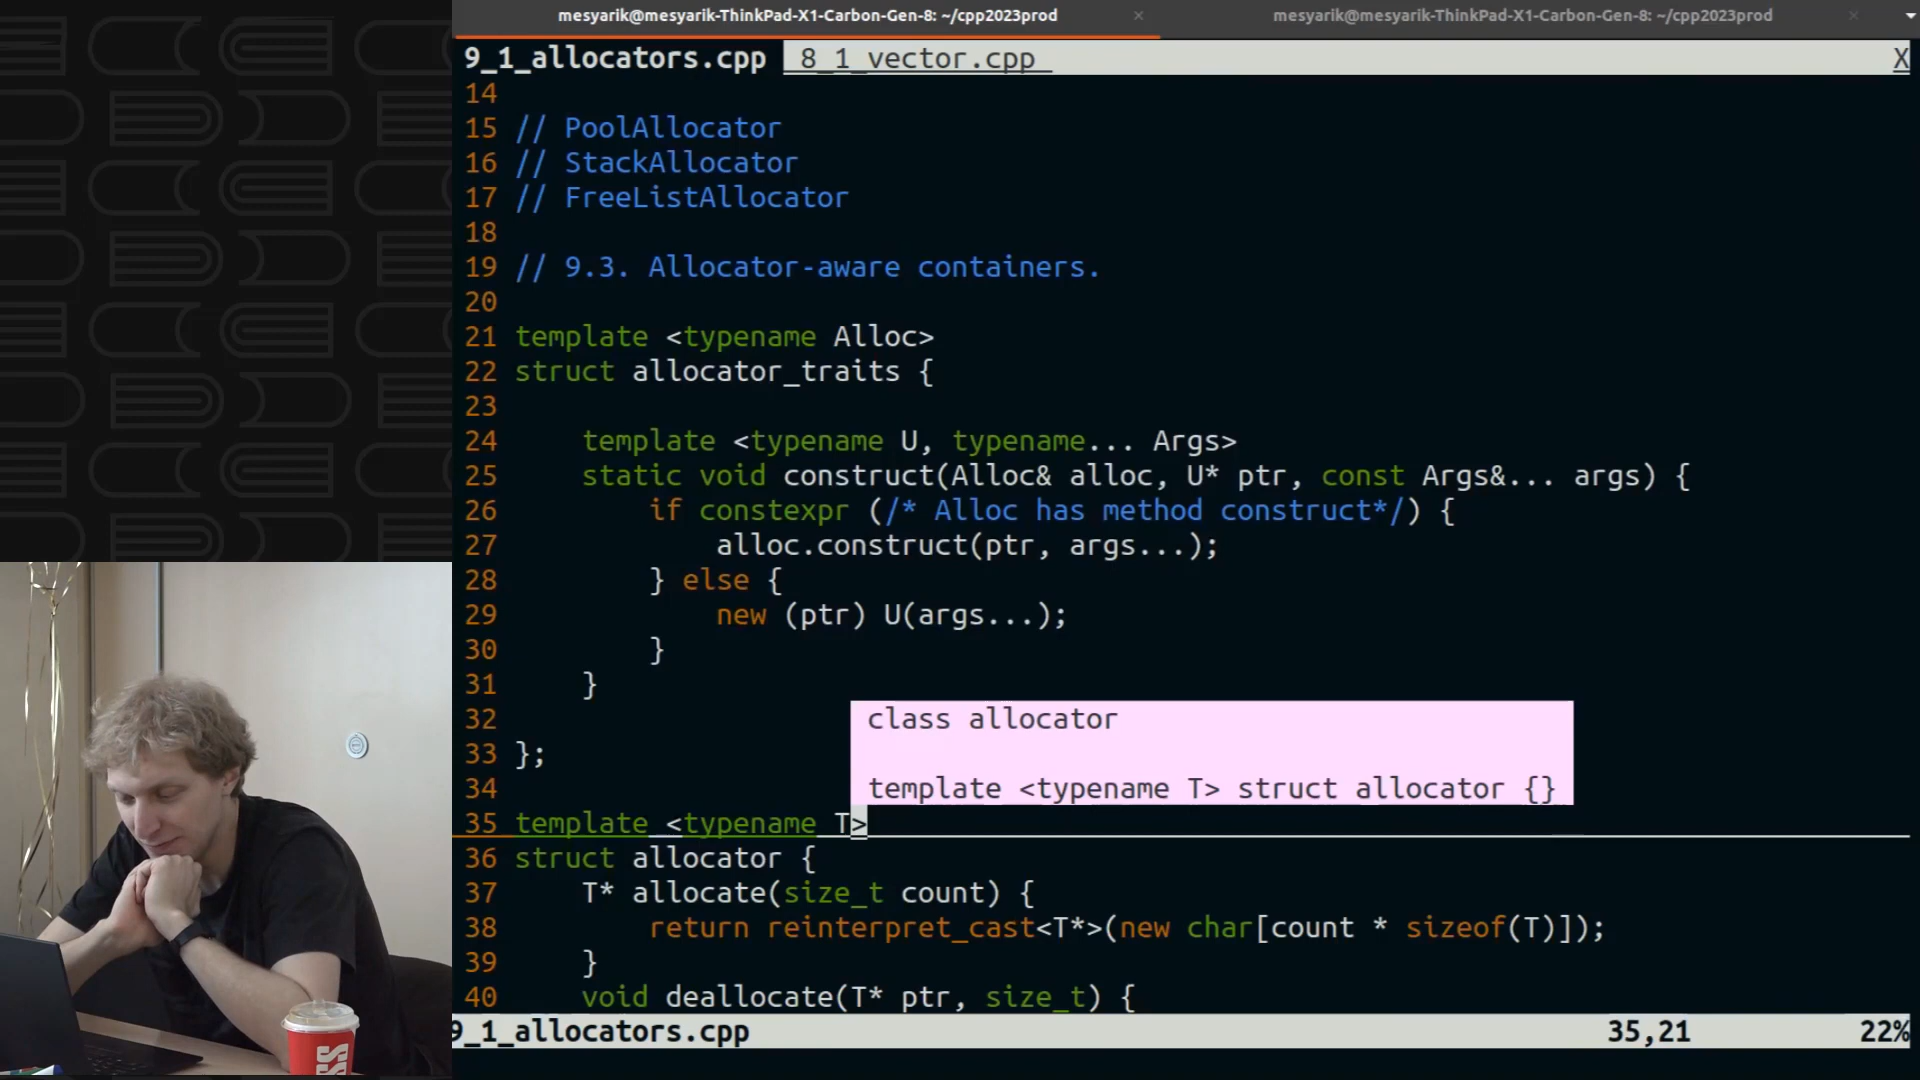 mesyarik@mesyarik-ThinkPad-X1-Carbon-Gen-8: ~/cpp2023prod × mesyarik@mesyarik-ThinkPad-X1-Carbon-Gen-8: ~/cpp2023prod ×
9_1_allocators.cpp 8_1_vector.cpp X
14
15 // PoolAllocator
16 // StackAllocator
17 // FreeListAllocator
18
19 // 9.3. Allocator-aware containers.
20
21 template <typename Alloc>
22 struct allocator_traits {
23
24 template <typename U, typename... Args>
25 static void construct(Alloc& alloc, U* ptr, const Args&... args) {
26 if constexpr (/* Alloc has method construct*/) {
27 alloc.construct(ptr, args...);
28 } else {
29 new (ptr) U(args...);
30 }
31 }
32
33 };
34
class allocator
template <typename T> struct allocator {}
35 template <typename T>
36 struct allocator {
37 T* allocate(size_t count) {
38 return reinterpret_cast<T*>(new char[count * sizeof(T)]);
39 }
40 void deallocate(T* ptr, size_t) {
9_1_allocators.cpp 35,21 22%